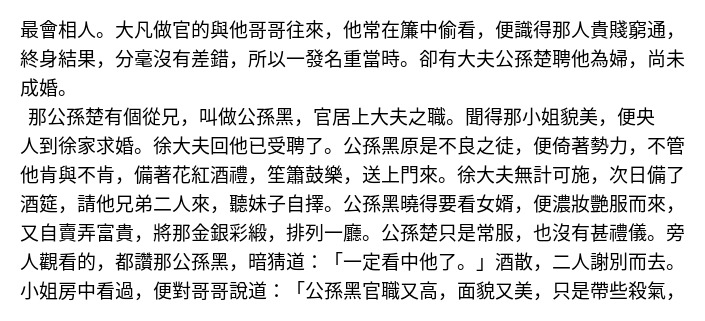 最會相人。大凡做官的與他哥哥往來，他常在簾中偷看，便識得那人貴賤窮通，
終身結果，分毫沒有差錯，所以一發名重當時。卻有大夫公孫楚聘他為婦，尚未
成婚。
那公孫楚有個從兄，叫做公孫黑，官居上大夫之職。聞得那小姐貌美，便央
人到徐家求婚。徐大夫回他已受聘了。公孫黑原是不良之徒，便倚著勢力，不管
他肯與不肯，備著花紅酒禮，笙簫鼓樂，送上門來。徐大夫無計可施，次日備了
酒筵，請他兄弟二人來，聽妹子自擇。公孫黑曉得要看女婿，便濃妝艷服而來，
又自賣弄富貴，將那金銀彩緞，排列一廳。公孫楚只是常服，也沒有甚禮儀。旁
人觀看的，都讚那公孫黑，暗猜道：「一定看中他了。」酒散，二人謝別而去。
小姐房中看過，便對哥哥說道：「公孫黑官職又高，面貌又美，只是帶些殺氣，